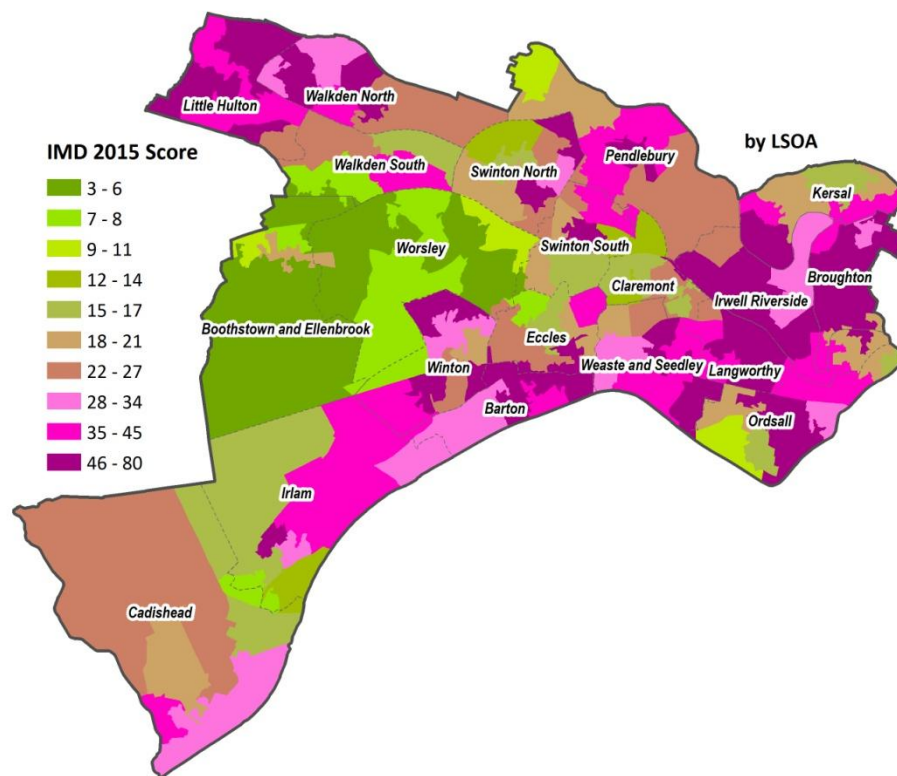 IMD 2015 Score
3 - 6
7 - 8
9 - 11
12 - 14
15 - 17
18 - 21
22 - 27
28 - 34
35 - 45
46 - 80
by LSOA
Little Hulton
Walkden North
Walkden South
Swinton North
Pendlebury
Kersal
Worsley
Swinton South
Claremont
Irwell Riverside
Broughton
Boothstown and Ellenbrook
Eccles
Winton
Weaste and Seedley
Langworthy
Barton
Ordsall
Irlam
Cadishead